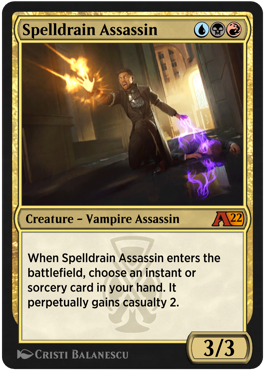 Spelldrain Assassin
Creature – Vampire Assassin
A22
When Spelldrain Assassin enters the
battlefield, choose an instant or
sorcery card in your hand. It
perpetually gains casualty 2.
Cristi Balanescu
3/3